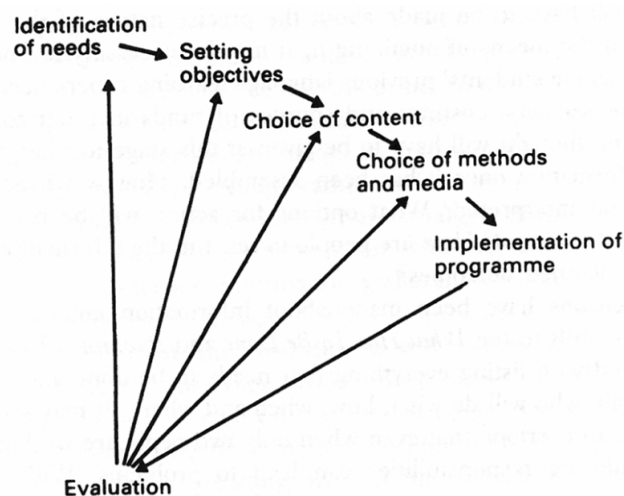 Identification
of needs
Setting
objectives
Choice of content
Choice of methods
and media
Implementation of
programme
Evaluation